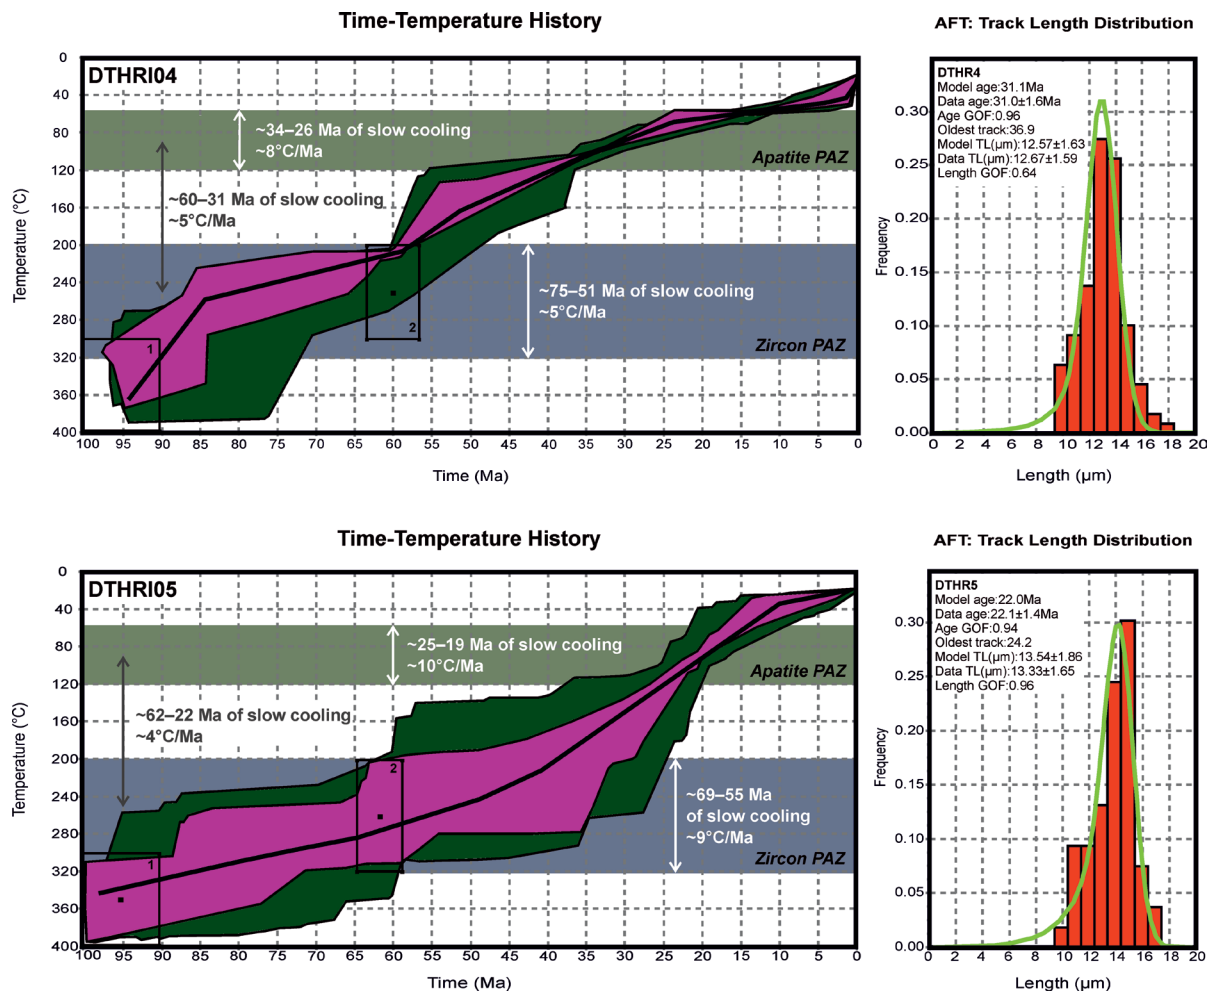 Time-Temperature History
AFT: Track Length Distribution
DTHRI04
~34–26 Ma of slow cooling
~8°C/Ma
Apatite PAZ
~60–31 Ma of slow cooling
~5°C/Ma
~75–51 Ma of slow cooling
~5°C/Ma
Zircon PAZ
1
2
0
40
80
120
160
200
240
280
320
360
400
Temperature (°C)
100 95 90 85 80 75 70 65 60 55 50 45 40 35 30 25 20 15 10 5 0
Time (Ma)
DTHR4
Model age:31.1Ma
Data age:31.0±1.6Ma
Age GOF:0.96
Oldest track:36.9
Model TL(µm):12.57±1.63
Data TL(µm):12.67±1.59
Length GOF:0.64
0.30
0.25
0.20
0.15
0.10
0.05
0.00
Frequency
0 2 4 6 8 10 12 14 16 18 20
Length (µm)
Time-Temperature History
AFT: Track Length Distribution
DTHRI05
~25–19 Ma of slow cooling
~10°C/Ma
Apatite PAZ
~62–22 Ma of slow cooling
~4°C/Ma
~69–55 Ma
of slow cooling
~9°C/Ma
Zircon PAZ
1
2
0
40
80
120
160
200
240
280
320
360
400
Temperature (°C)
100 95 90 85 80 75 70 65 60 55 50 45 40 35 30 25 20 15 10 5 0
Time (Ma)
DTHR5
Model age:22.0Ma
Data age:22.1±1.4Ma
Age GOF:0.94
Oldest track:24.2
Model TL(µm):13.54±1.86
Data TL(µm):13.33±1.65
Length GOF:0.96
0.30
0.25
0.20
0.15
0.10
0.05
0.00
Frequency
0 2 4 6 8 10 12 14 16 18 20
Length (µm)